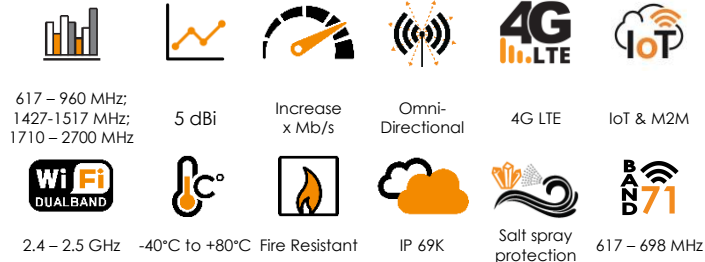 4G
LTE
IoT
617 – 960 MHz;
1427-1517 MHz;
1710 – 2700 MHz
5 dBi
Increase
x Mb/s
Omni-
Directional
4G LTE
IoT & M2M
Wi Fi
DUALBAND
C°
BAND
71
2.4 – 2.5 GHz
-40°C to +80°C
Fire Resistant
IP 69K
Salt spray
protection
617 – 698 MHz